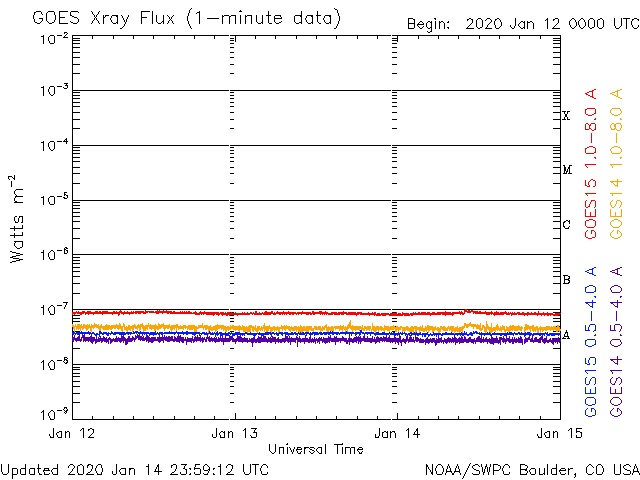 GOES Xray Flux (1-minute data)
Begin: 2020 Jan 12 0000 UTC
10-2
10-3
10-4
10-5
10-6
10-7
10-8
10-9
Watts m-2
X
M
C
B
A
GOES15 1.0-8.0 A
GOES14 1.0-8.0 A
GOES15 0.5-4.0 A
GOES14 0.5-4.0 A
Jan 12 Jan 13 Jan 14 Jan 15
Universal Time
Updated 2020 Jan 14 23:59:12 UTC
NOAA/SWPC Boulder, CO USA